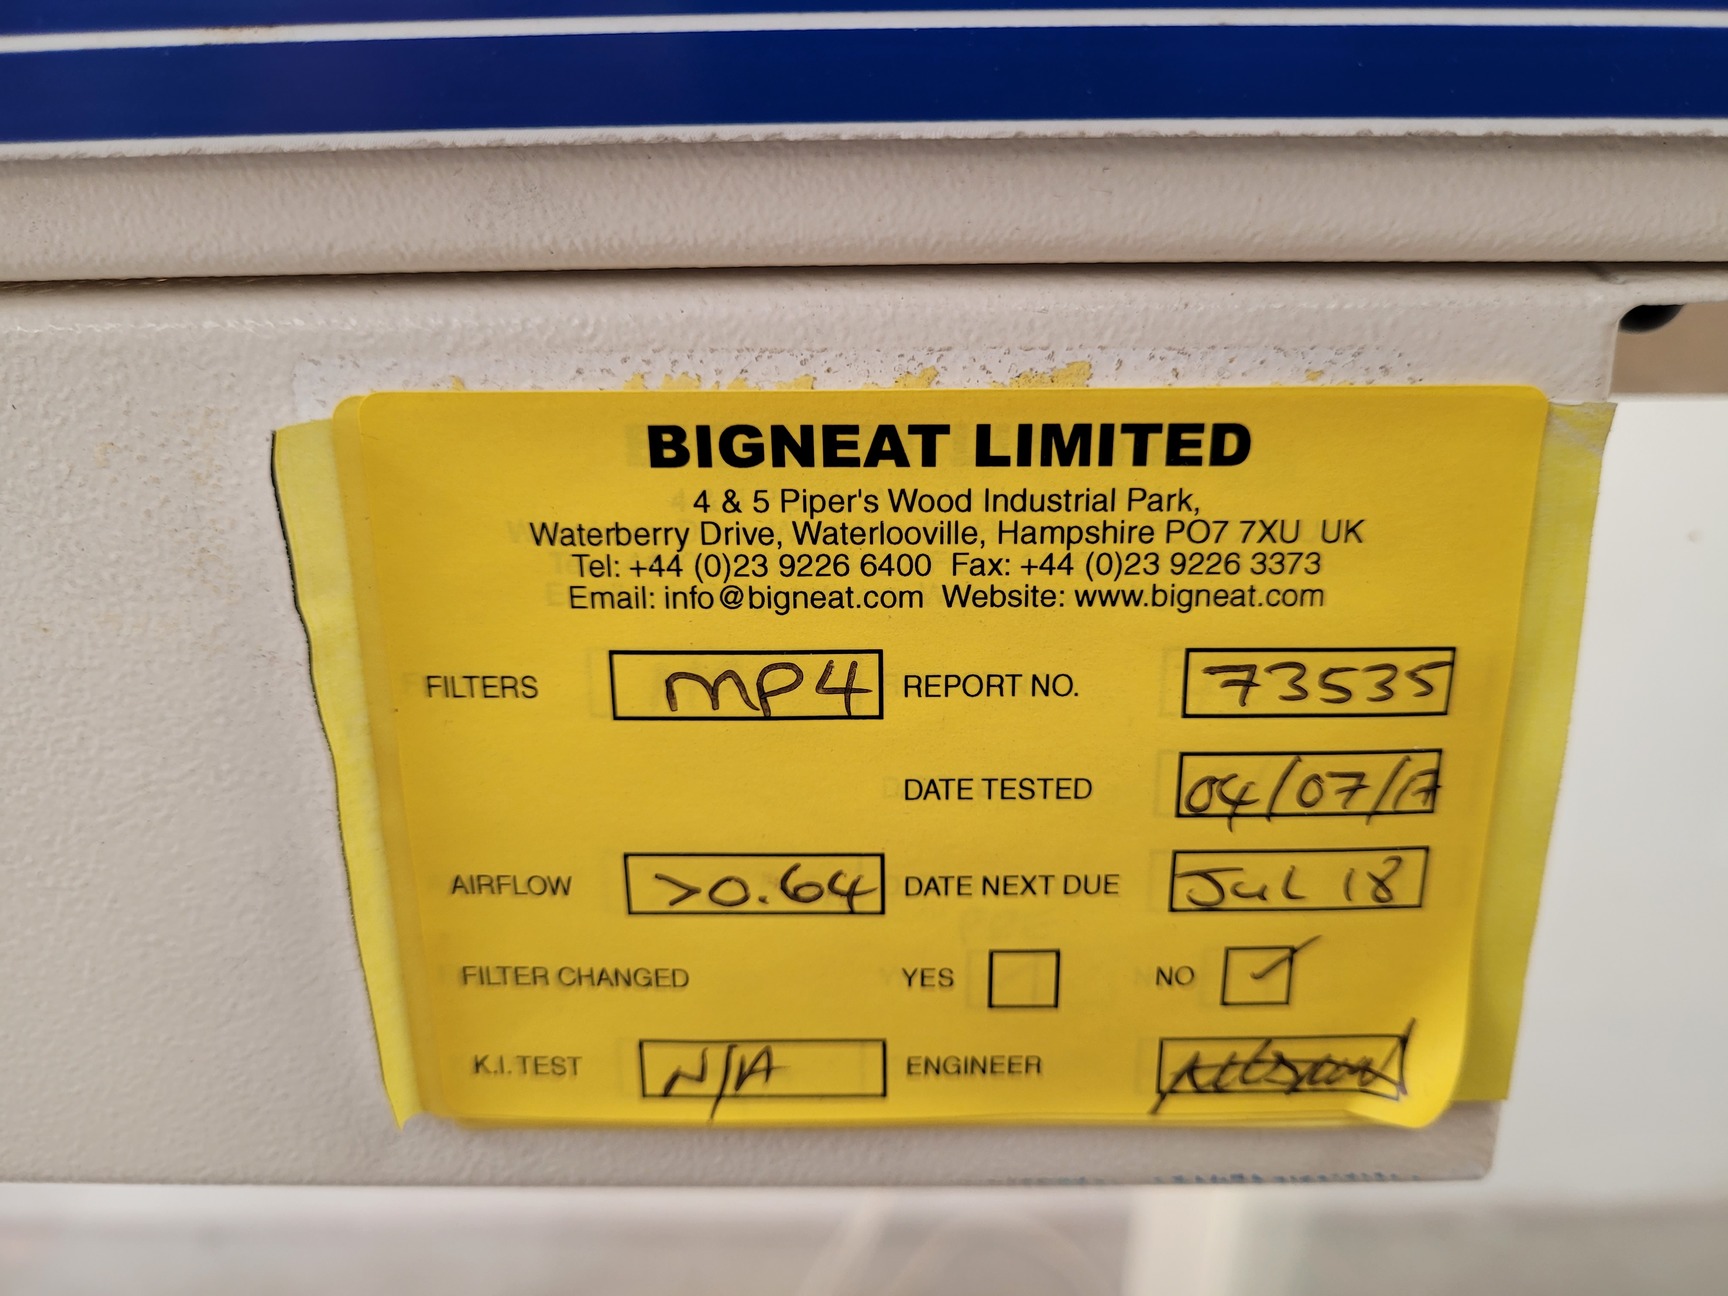 BIGNEAT LIMITED
4 & 5 Piper's Wood Industrial Park,
Waterberry Drive, Waterlooville, Hampshire PO7 7XU UK
Tel: +44 (0)23 9226 6400 Fax: +44 (0)23 9226 3373
Email: info@bigneat.com Website: www.bigneat.com
FILTERS MP4 REPORT NO. 73535
DATE TESTED 04/07/17
AIRFLOW >0.64 DATE NEXT DUE Jul 18
FILTER CHANGED YES NO ✓
K.I. TEST N/A ENGINEER